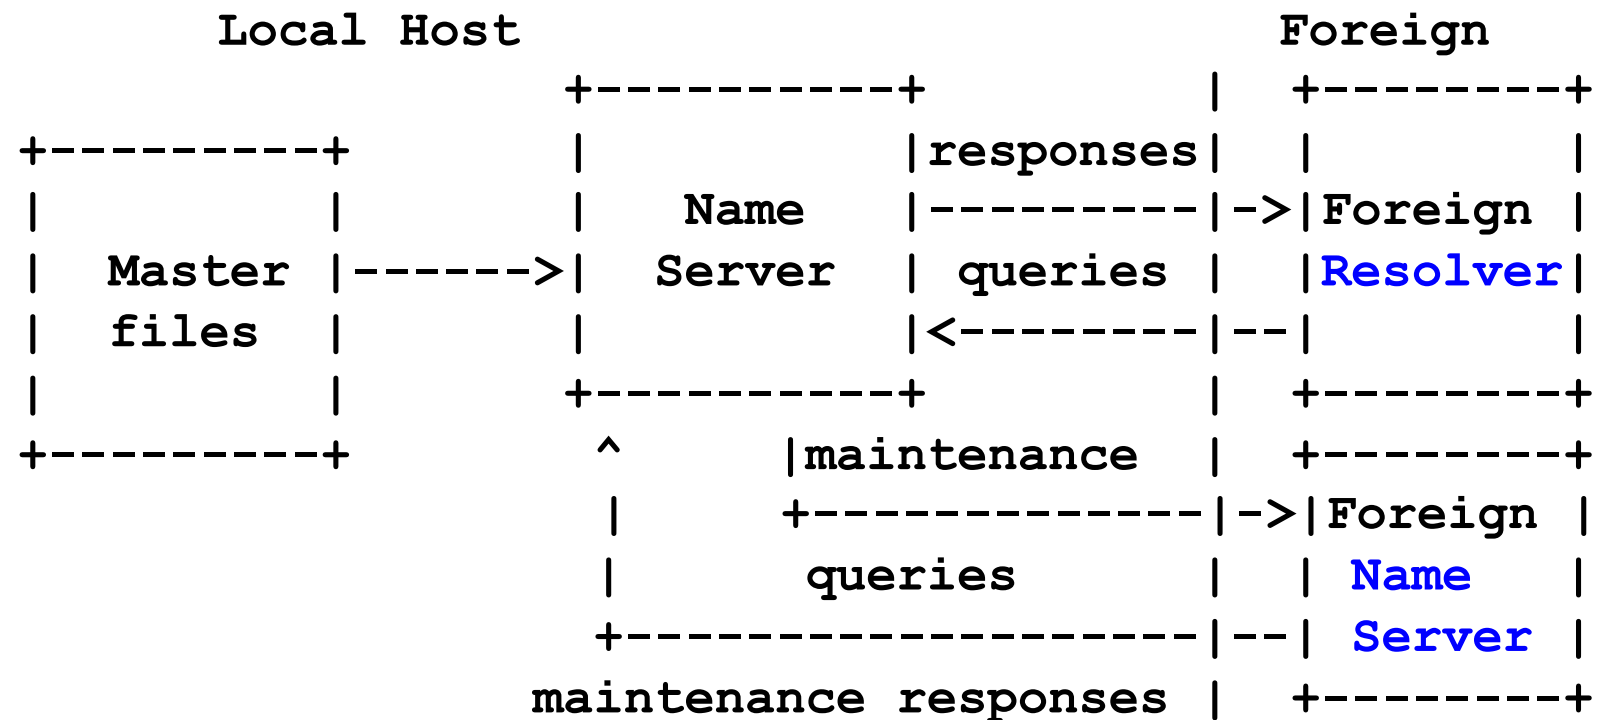 Local Host                        |  Foreign
                  +-----------+         |  +---------+
+----------+       |           |responses|  |         |
|          |       |   Name    |---------|->|Foreign  |
|  Master  |------>|  Server   | queries |  |Resolver|
|  files   |       |           |<--------|--|         |
|          |       +-----------+         |  +---------+
+----------+        ^     |maintenance  |  +---------+
                    |     +-------------|->|Foreign  |
                    |      queries      |  | Name    |
                    +-------------------|--| Server  |
                 maintenance responses |  +---------+